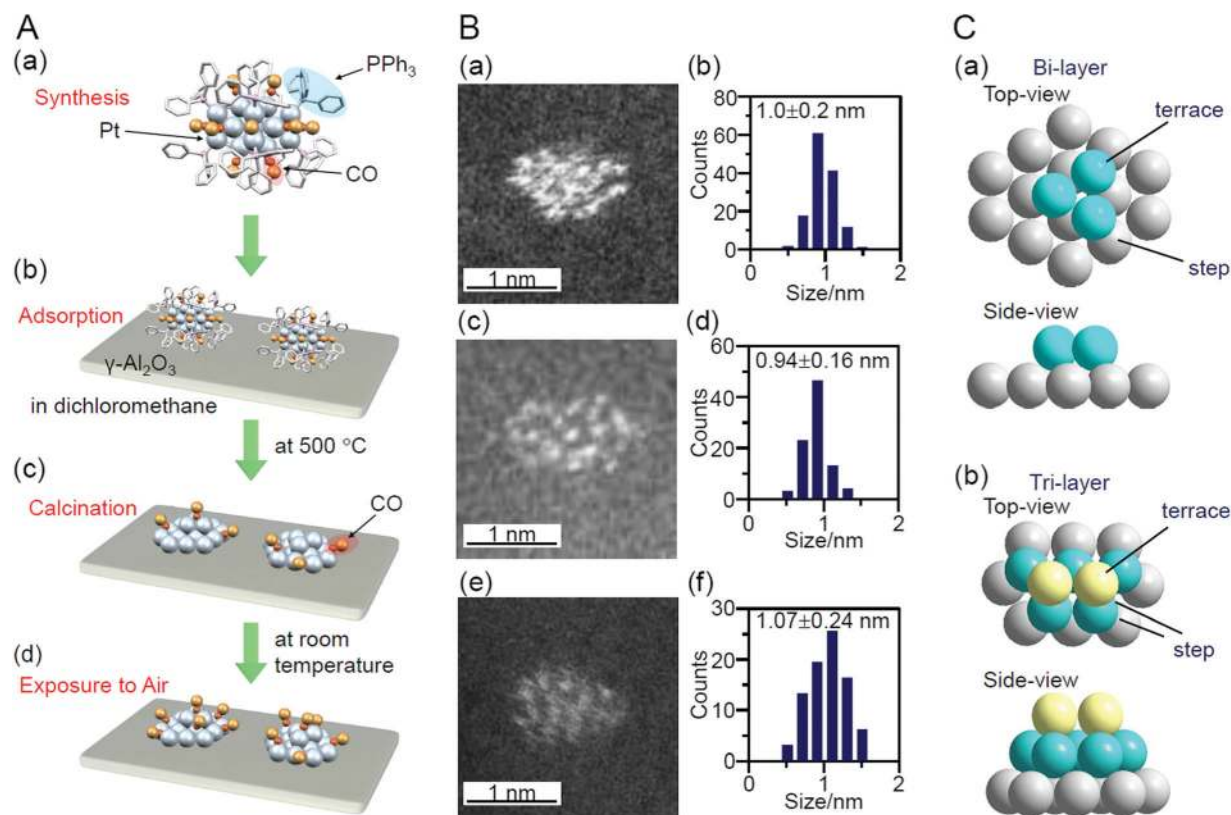 A
(a)
Synthesis
PPh3
Pt
CO
(b)
Adsorption
γ-Al2O3
in dichloromethane
at 500 °C
(c)
Calcination
CO
at room
temperature
(d)
Exposure to Air
B
(a)
1 nm
(b)
1.0±0.2 nm
Counts
80
60
40
20
0
0
1
2
Size/nm
(c)
1 nm
(d)
0.94±0.16 nm
Counts
60
40
20
0
0
1
2
Size/nm
(e)
1 nm
(f)
1.07±0.24 nm
Counts
30
20
10
0
0
1
2
Size/nm
C
(a)
Bi-layer
Top-view
terrace
step
Side-view
(b)
Tri-layer
Top-view
terrace
step
Side-view